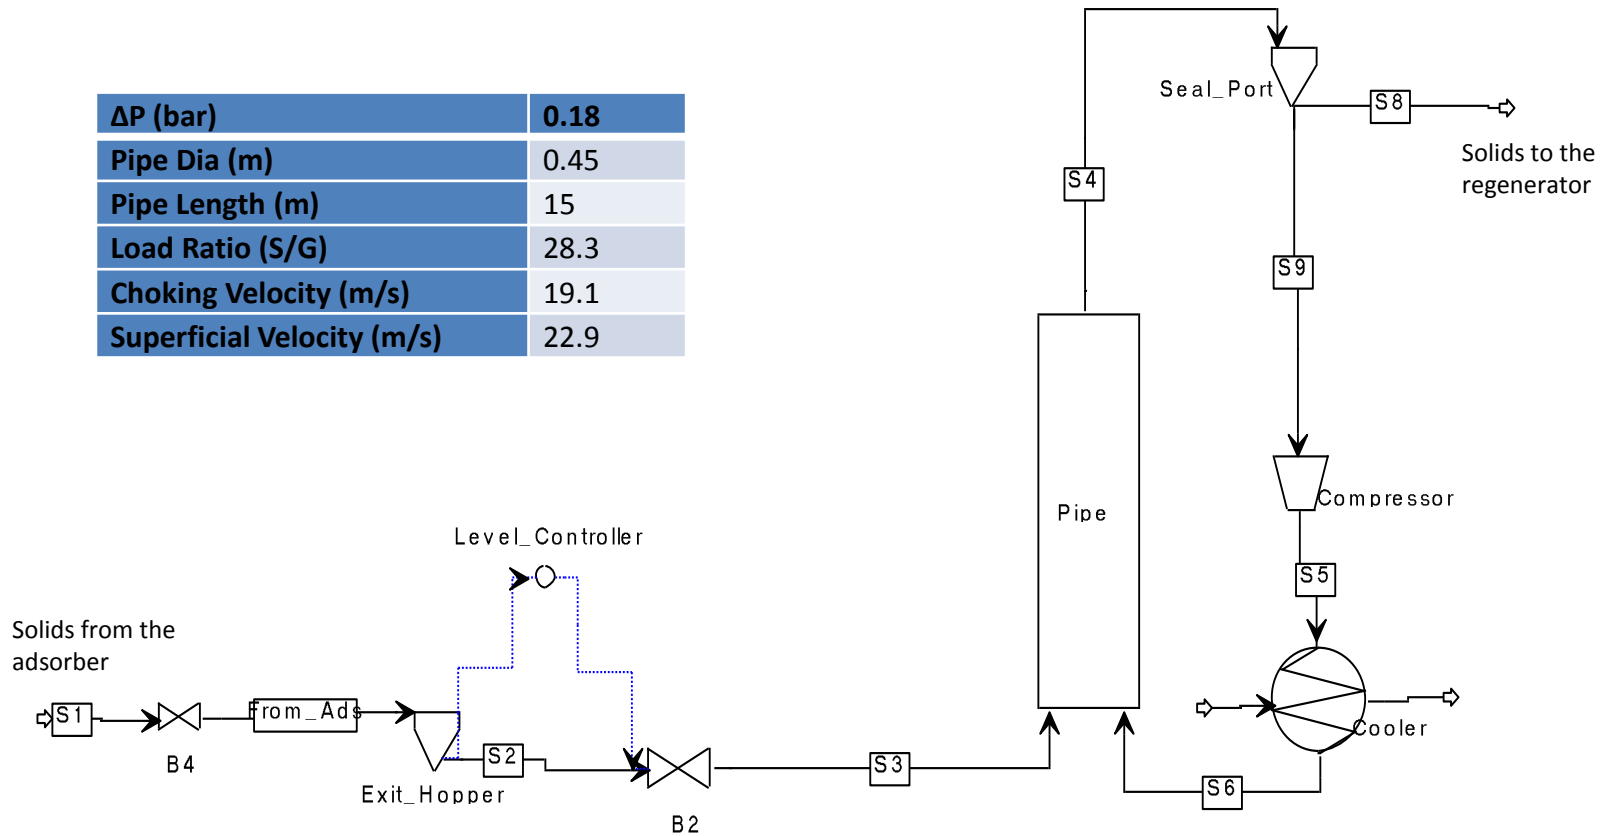 ΔP (bar) 0.18
Pipe Dia (m) 0.45
Pipe Length (m) 15
Load Ratio (S/G) 28.3
Choking Velocity (m/s) 19.1
Superficial Velocity (m/s) 22.9
Seal_Port
S8
Solids to the
regenerator
S4
S9
Compressor
Pipe
Level_Controller
S5
Solids from the
adsorber
S1
From_Ads
B4
S2
Exit_Hopper
B2
S3
Cooler
S6